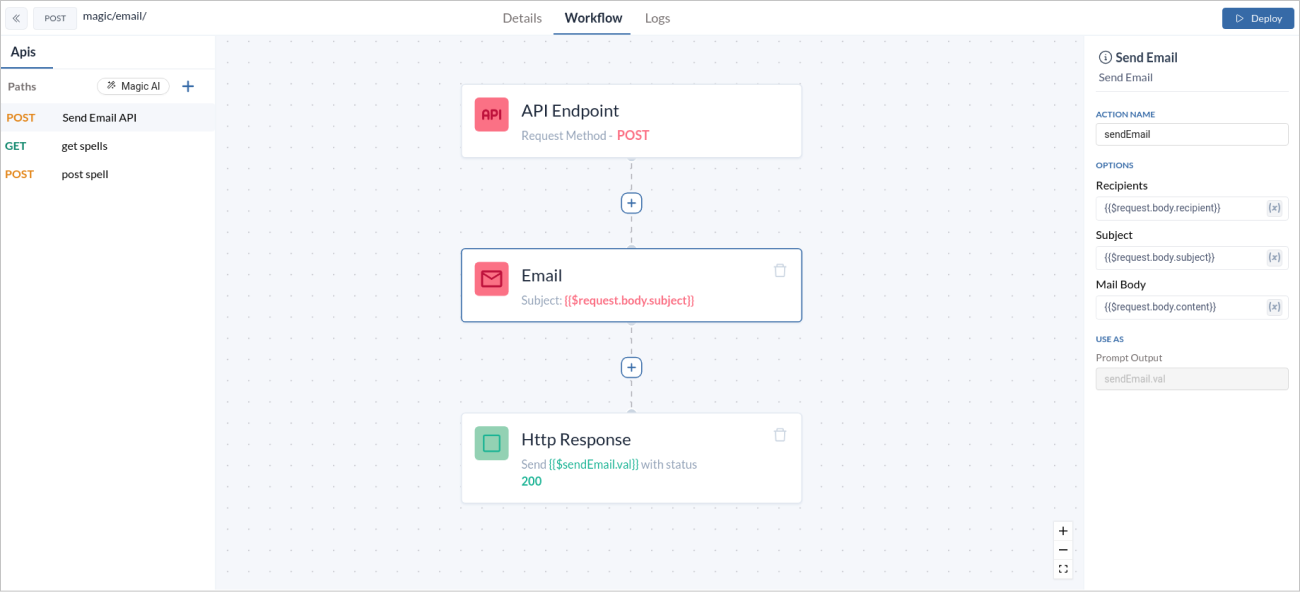 POST magic/email/
Details Workflow Logs
Deploy
Apis
Paths Magic AI
POST Send Email API
GET get spells
POST post spell
API API Endpoint
Request Method - POST
Email
Subject: {{$request.body.subject}}
Http Response
Send {{$sendEmail.val}} with status
200
Send Email
Send Email
ACTION NAME
sendEmail
OPTIONS
Recipients
{{$request.body.recipient}} (x)
Subject
{{$request.body.subject}} (x)
Mail Body
{{$request.body.content}} (x)
USE AS
Prompt Output
sendEmail.val